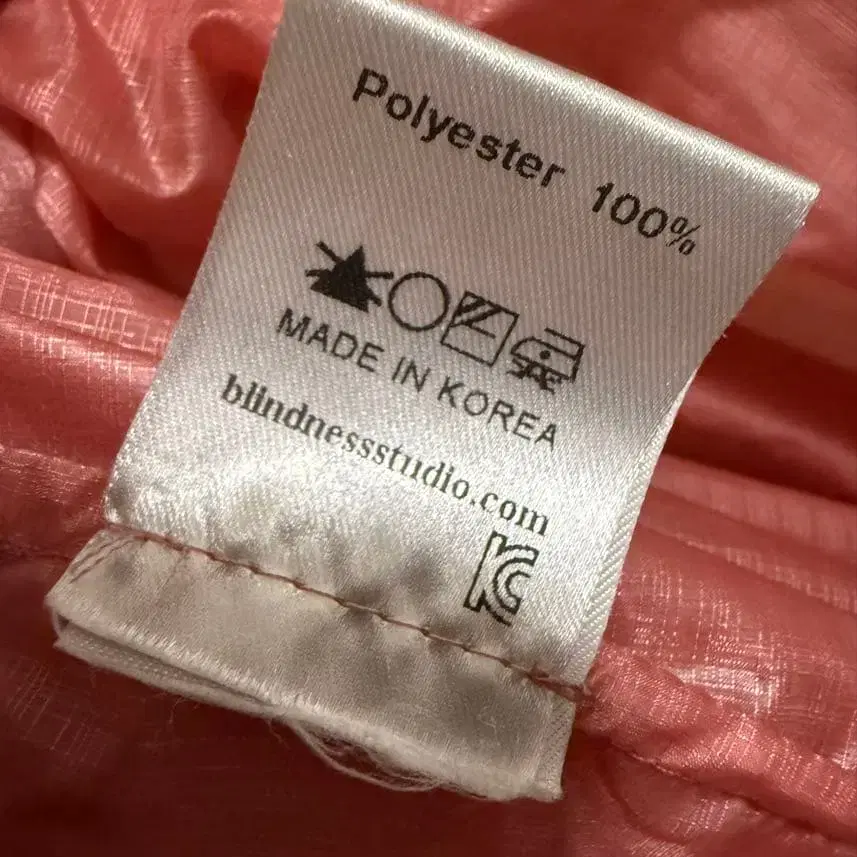 Polyester 100%
MADE IN KOREA
blindnessstudio.com
KC